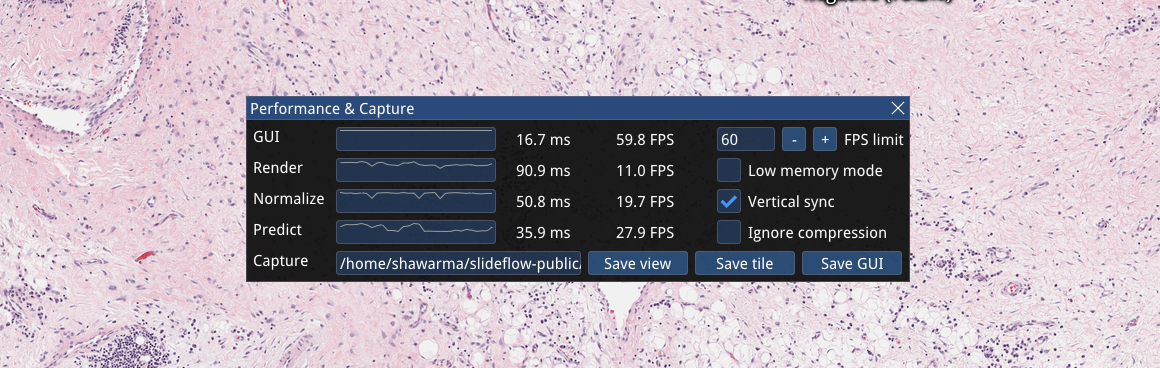 Performance & Capture
GUI 16.7 ms 59.8 FPS 60 - + FPS limit
Render 90.9 ms 11.0 FPS Low memory mode
Normalize 50.8 ms 19.7 FPS Vertical sync
Predict 35.9 ms 27.9 FPS Ignore compression
Capture /home/shawarma/slideflow-public/ Save view Save tile Save GUI